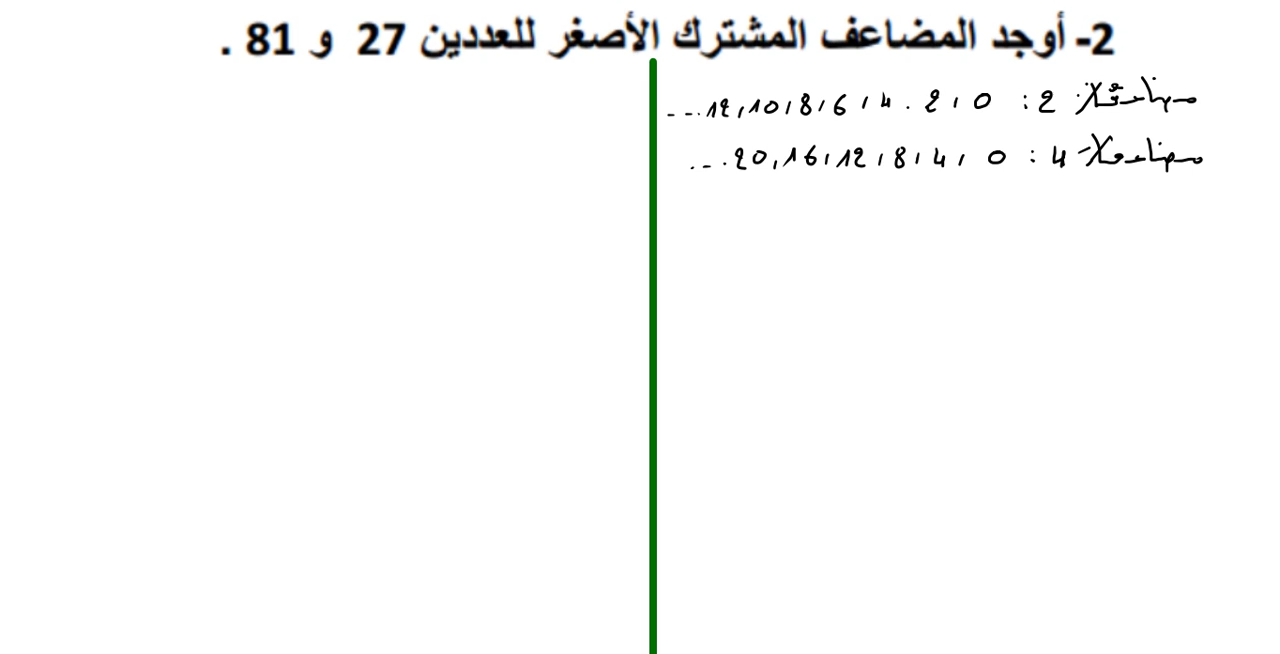 2- أوجد المضاعف المشترك الأصغر للعددين 27 و 81 .
مضاعفات 2 : 0 ، 2 ، 4 ، 6 ، 8 ، 10 ، 12 ...
مضاعفات 4 : 0 ، 4 ، 8 ، 12 ، 16 ، 20 ...